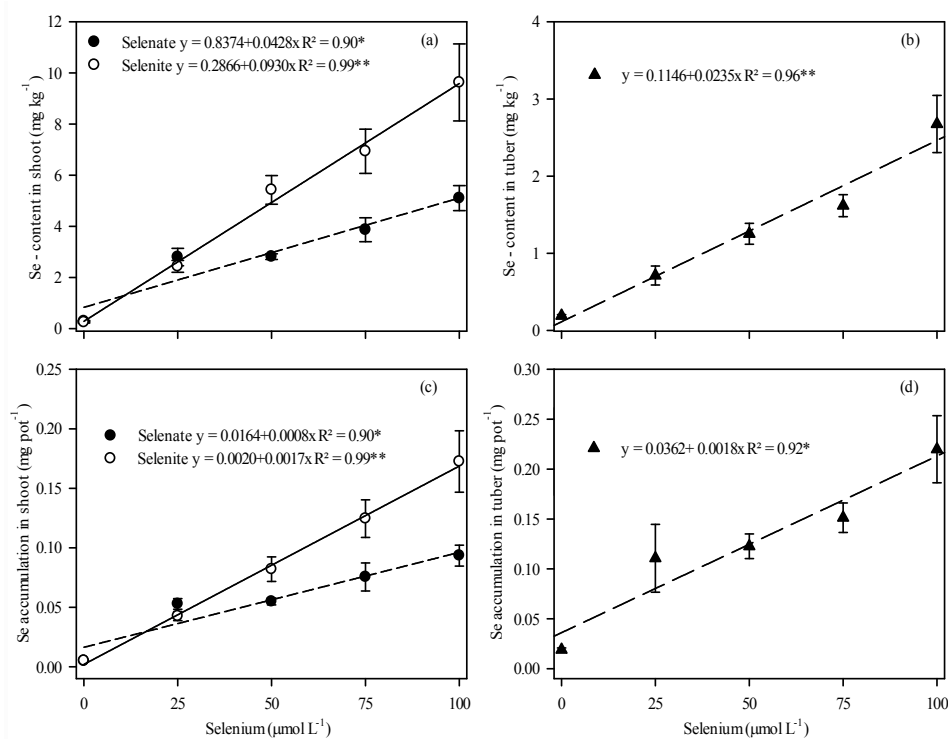 12
10
8
6
4
2
0
Se - content in shoot (mg kg⁻¹)
Selenate y = 0.8374+0.0428x R² = 0.90*
Selenite y = 0.2866+0.0930x R² = 0.99**
(a)
4
3
2
1
0
Se - content in tuber (mg kg⁻¹)
y = 0.1146+0.0235x R² = 0.96**
(b)
0.25
0.20
0.15
0.10
0.05
0.00
Se accumulation in shoot (mg pot⁻¹)
Selenate y = 0.0164+0.0008x R² = 0.90*
Selenite y = 0.0020+0.0017x R² = 0.99**
(c)
0 25 50 75 100
Selenium (µmol L⁻¹)
0.30
0.25
0.20
0.15
0.10
0.05
0.00
Se accumulation in tuber (mg pot⁻¹)
y = 0.0362+ 0.0018x R² = 0.92*
(d)
0 25 50 75 100
Selenium (µmol L⁻¹)